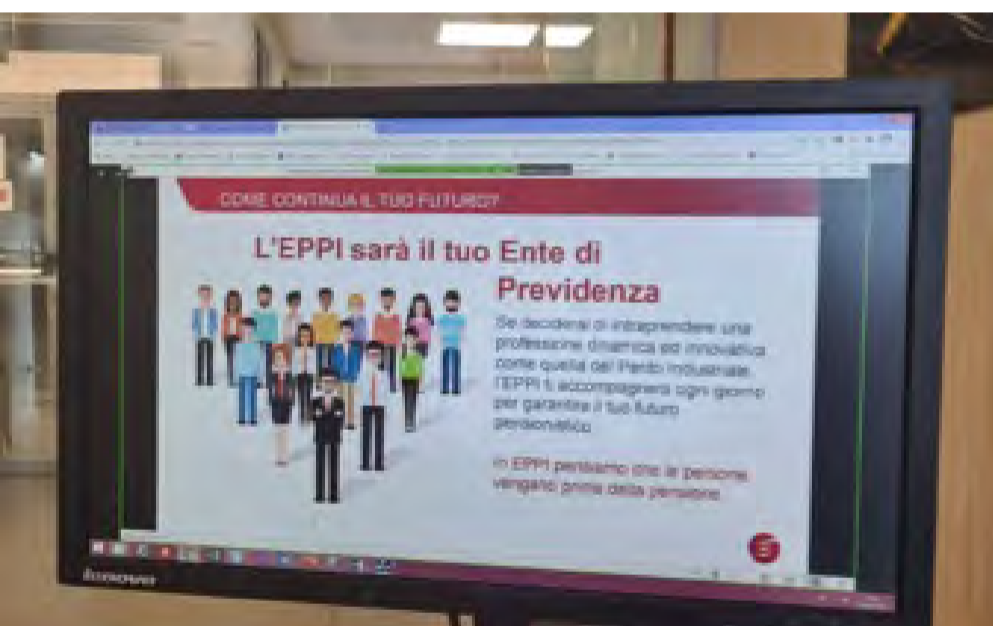 COME CONTINUA IL TUO FUTURO?
L'EPPI sarà il tuo Ente di
Previdenza
Se deciderai di intraprendere una
professione dinamica ed innovativa
come quella del Perito Industriale,
l'EPPI ti accompagnerà ogni giorno
per garantire il tuo futuro
pensionistico
In EPPI pensiamo che le persone
vengano prima della pensione
lenovo